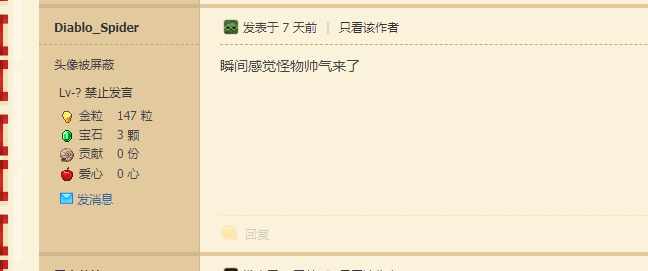 Diablo_Spider
发表于 7 天前 | 只看该作者
头像被屏蔽
瞬间感觉怪物帅气来了
Lv-? 禁止发言
金粒 147 粒
宝石 3 颗
贡献 0 份
爱心 0 心
发消息
回复